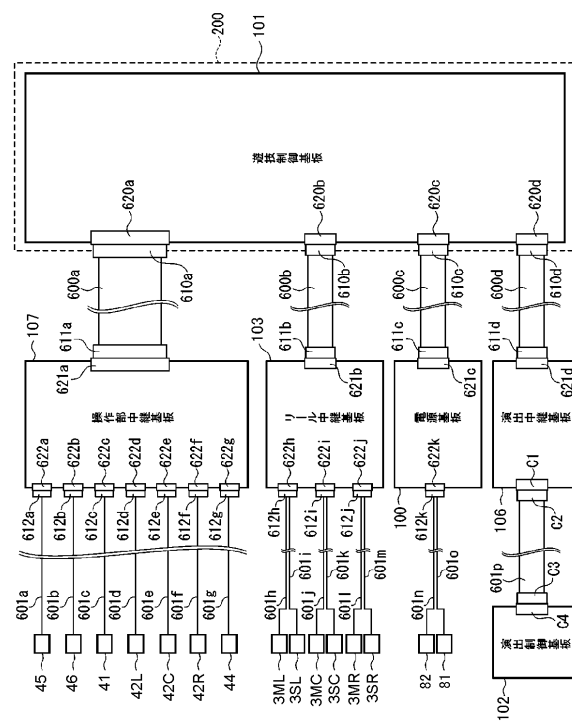 200
101
遊技制御基板
620a
620b
620c
620d
610a
610b
610c
610d
600a
600b
600c
600d
107
611a
621a
103
611b
621b
611c
621c
611d
621d
操作部中継基板
リール中継基板
電源基板
演出中継基板
622a
622b
622c
622d
622e
622f
622g
622h
622i
622j
622k
C1
612a
612b
612c
612d
612e
612f
612g
612h
612i
612j
100
612k
106
C2
601a
601b
601c
601d
601e
601f
601g
601h
601i
601j
601k
601l
601m
601n
601o
601p
C3
C4
演出制御基板
45
46
41
42L
42C
42R
44
3ML
3SL
3MC
3SC
3MR
3SR
82
81
102